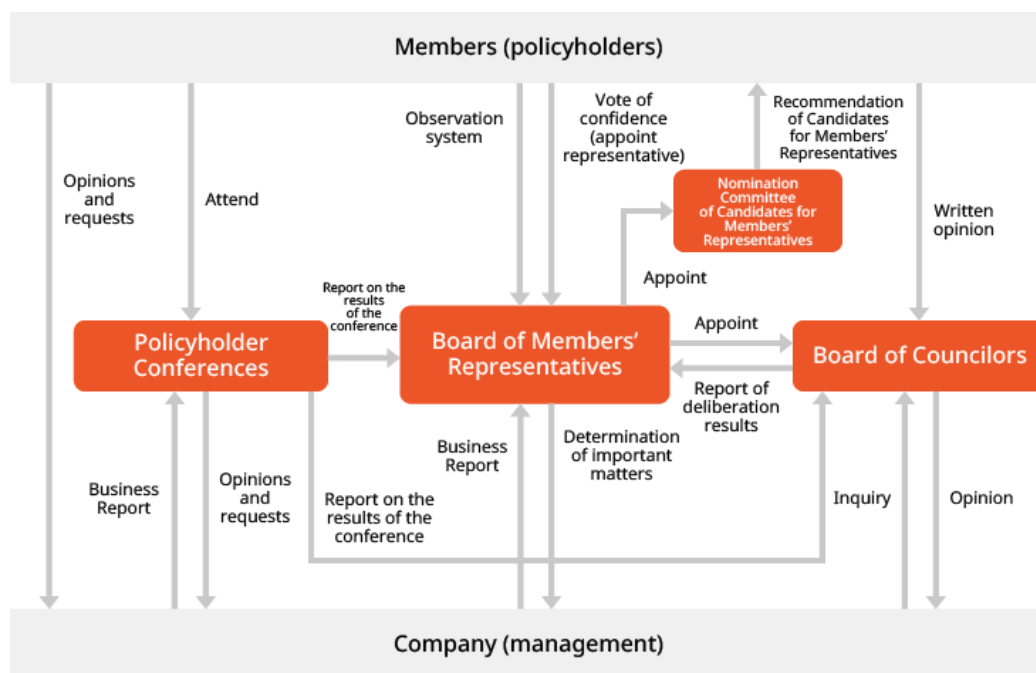 Members (policyholders)
Observation
system
Vote of
confidence
(appoint
representative)
Recommendation
of Candidates
for Members'
Representatives
Opinions
and
requests
Attend
Nomination
Committee
of Candidates for
Members'
Representatives
Written
opinion
Appoint
Report on the
results
of the
conference
Policyholder
Conferences
Board of Members'
Representatives
Appoint
Board of Councilors
Report of
deliberation
results
Business
Report
Opinions
and
requests
Report on the
results of the
conference
Business
Report
Determination
of important
matters
Inquiry
Opinion
Company (management)